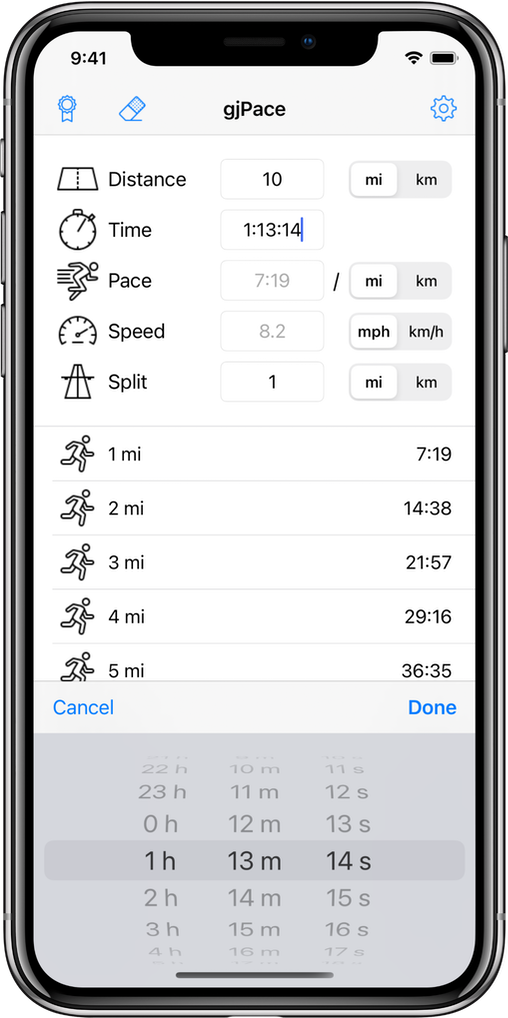 9:41
gjPace
Distance 10 mi km
Time 1:13:14
Pace 7:19 / mi km
Speed 8.2 mph km/h
Split 1 mi km
1 mi 7:19
2 mi 14:38
3 mi 21:57
4 mi 29:16
5 mi 36:35
Cancel Done
22 h 10 m 11 s
23 h 11 m 12 s
0 h 12 m 13 s
1 h 13 m 14 s
2 h 14 m 15 s
3 h 15 m 16 s
4 h 16 m 17 s